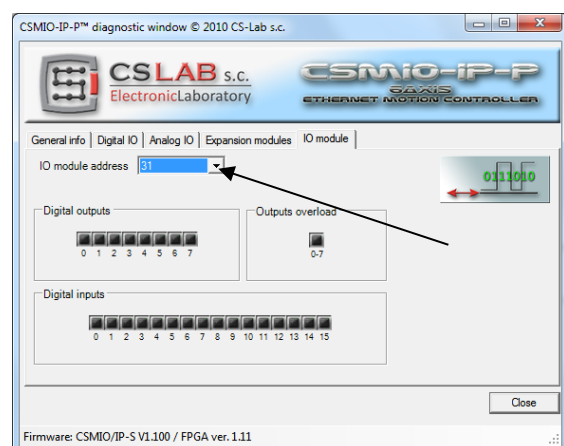 CSMIO-IP-P™ diagnostic window © 2010 CS-Lab s.c.
CSLAB s.c.
ElectronicLaboratory
CSMIO-IP-P
6AXIS
ETHERNET MOTION CONTROLLER
General info Digital IO Analog IO Expansion modules IO module
IO module address 31
0111010
Digital outputs
0 1 2 3 4 5 6 7
Outputs overload
0-7
Digital inputs
0 1 2 3 4 5 6 7 8 9 10 11 12 13 14 15
Close
Firmware: CSMIO/IP-S V1.100 / FPGA ver. 1.11